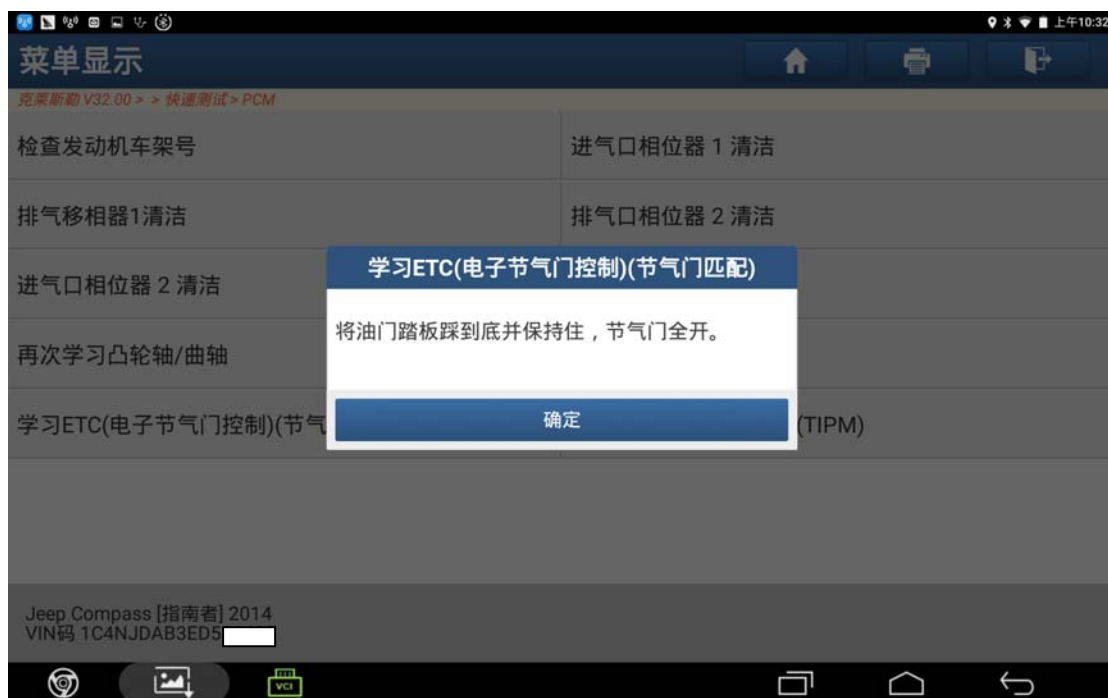 上午10:32
菜单显示
克莱斯勒 V32.00 > > 快速测试 > PCM
检查发动机车架号
进气口相位器 1 清洁
排气移相器1清洁
排气口相位器 2 清洁
进气口相位器 2 清洁
再次学习凸轮轴/曲轴
学习ETC(电子节气门控制)(节气
(TIPM)
学习ETC(电子节气门控制)(节气门匹配)
将油门踏板踩到底并保持住，节气门全开。
确定
Jeep Compass [指南者] 2014
VIN码 1C4NJDAB3ED5
VCI